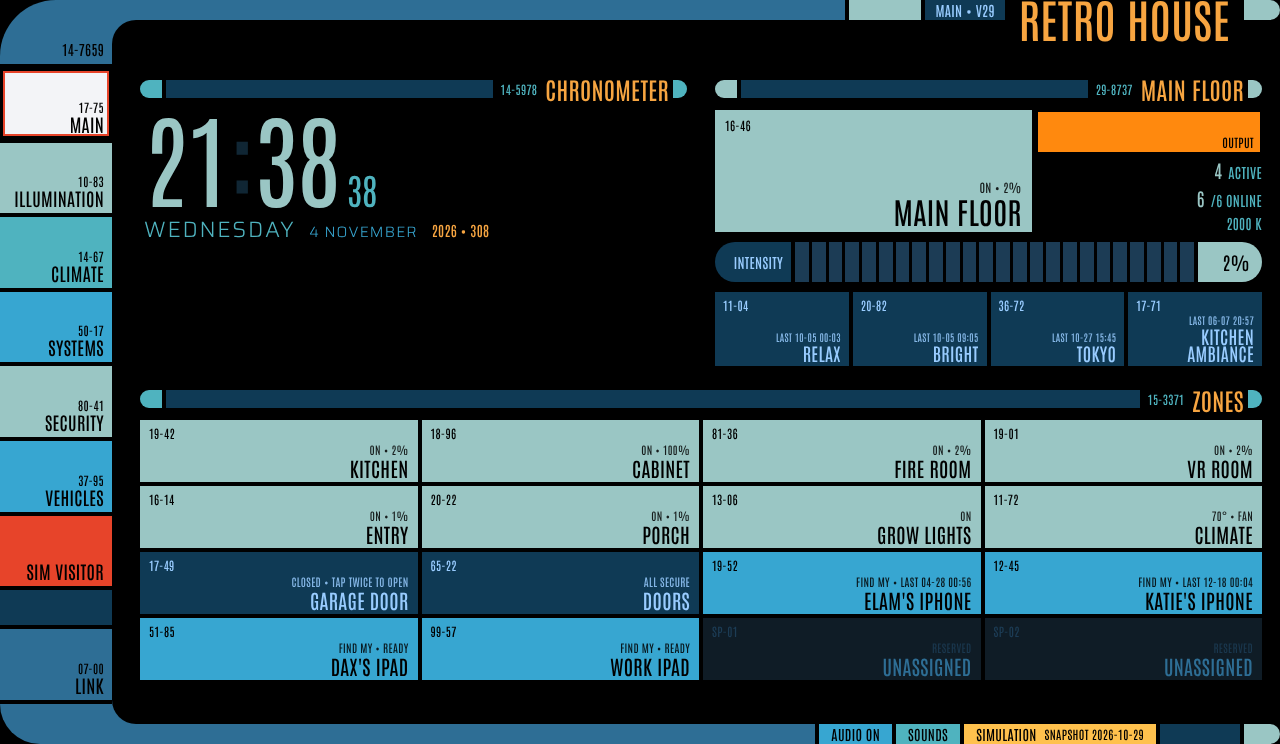 MAIN • V29
RETRO HOUSE
14-7659
17-75
MAIN
10-83
ILLUMINATION
14-67
CLIMATE
50-17
SYSTEMS
80-41
SECURITY
37-95
VEHICLES
SIM VISITOR
07-00
LINK
14-5978 CHRONOMETER
21:38 38
WEDNESDAY 4 NOVEMBER 2026 • 308
29-8737 MAIN FLOOR
16-46
ON • 2%
MAIN FLOOR
OUTPUT
4 ACTIVE
6 /6 ONLINE
2000 K
INTENSITY 2%
11-04
LAST 10-05 00:03
RELAX
20-82
LAST 10-05 09:05
BRIGHT
36-72
LAST 10-27 15:45
TOKYO
17-71
LAST 06-07 20:57
KITCHEN
AMBIANCE
15-3371 ZONES
19-42
ON • 2%
KITCHEN
18-96
ON • 100%
CABINET
81-36
ON • 2%
FIRE ROOM
19-01
ON • 2%
VR ROOM
16-14
ON • 1%
ENTRY
20-22
ON • 1%
PORCH
13-06
ON
GROW LIGHTS
11-72
70° • FAN
CLIMATE
17-49
CLOSED • TAP TWICE TO OPEN
GARAGE DOOR
65-22
ALL SECURE
DOORS
19-52
FIND MY • LAST 04-28 00:56
ELAM'S IPHONE
12-45
FIND MY • LAST 12-18 00:04
KATIE'S IPHONE
51-85
FIND MY • READY
DAX'S IPAD
99-57
FIND MY • READY
WORK IPAD
SP-01
RESERVED
UNASSIGNED
SP-02
RESERVED
UNASSIGNED
AUDIO ON
SOUNDS
SIMULATION SNAPSHOT 2026-10-29